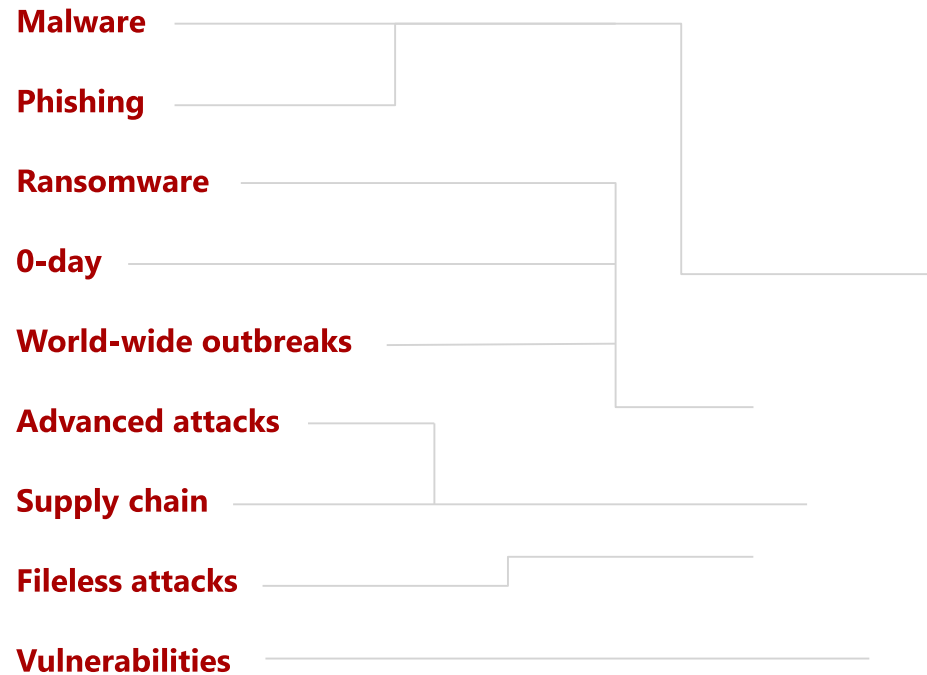 Malware
Phishing
Ransomware
0-day
World-wide outbreaks
Advanced attacks
Supply chain
Fileless attacks
Vulnerabilities